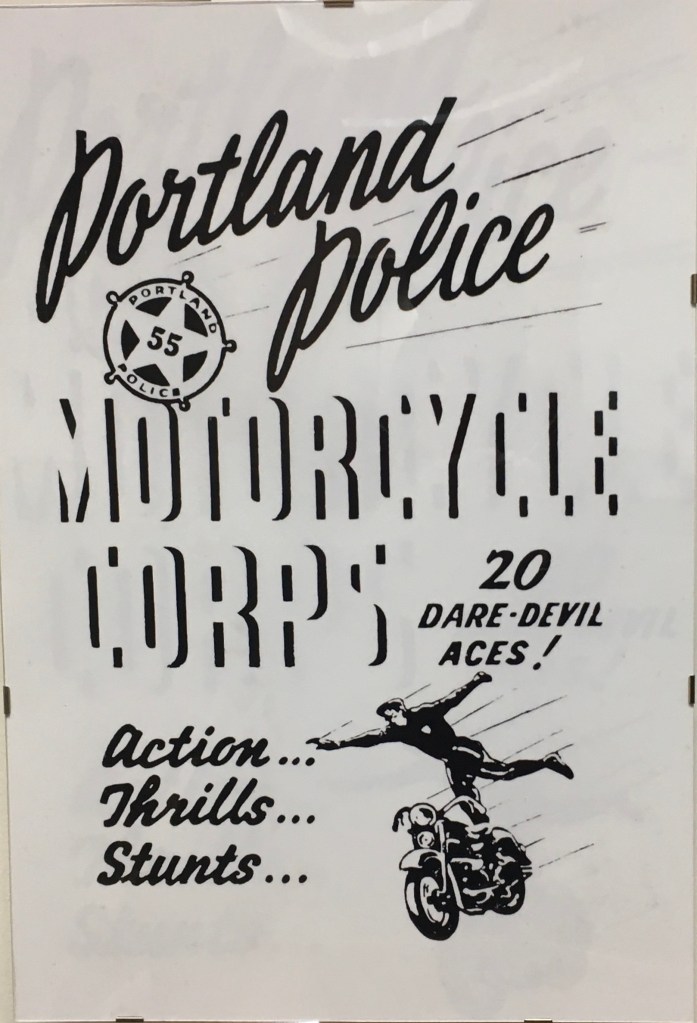 Portland
Police
PORTLAND
55
POLICE
MOTORCYCLE
CORPS
20
DARE-DEVIL
ACES!
Action...
Thrills...
Stunts...